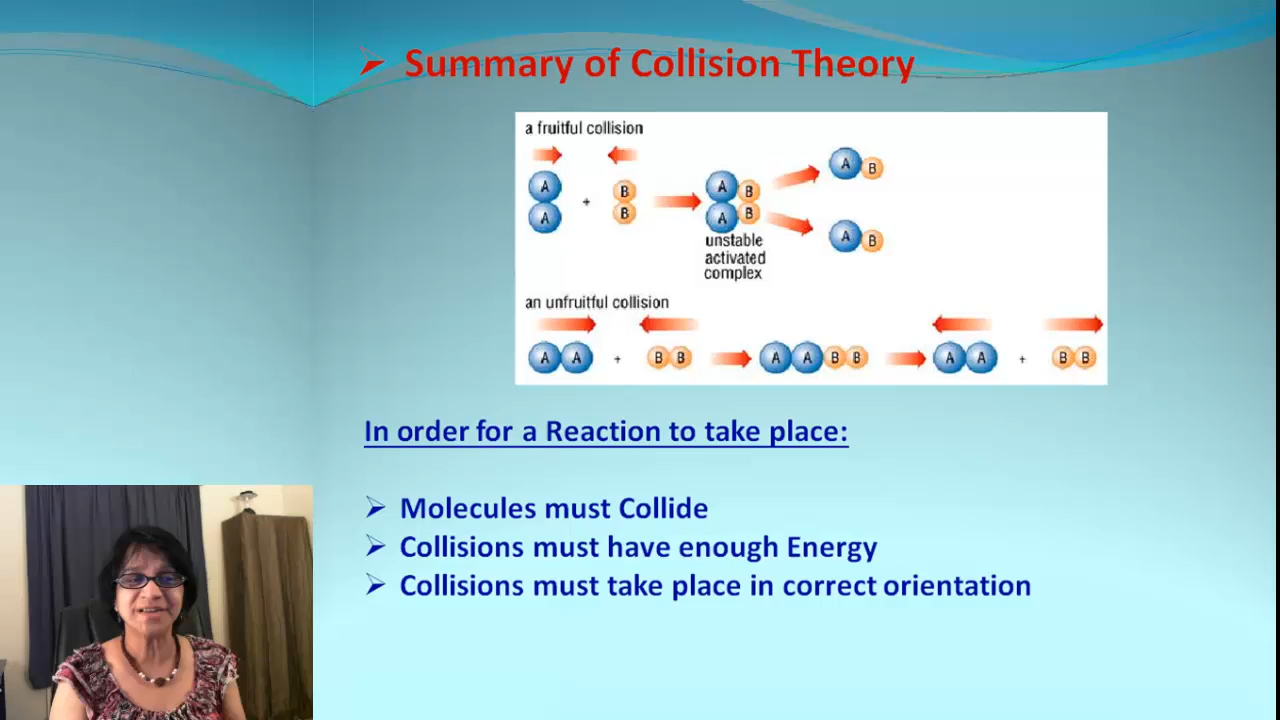 Summary of Collision Theory
a fruitful collision
A B
A B A B
A + B A B
A B A B
unstable
activated
complex
an unfruitful collision
A A + B B A A B B A A + B B
In order for a Reaction to take place:
Molecules must Collide
Collisions must have enough Energy
Collisions must take place in correct orientation